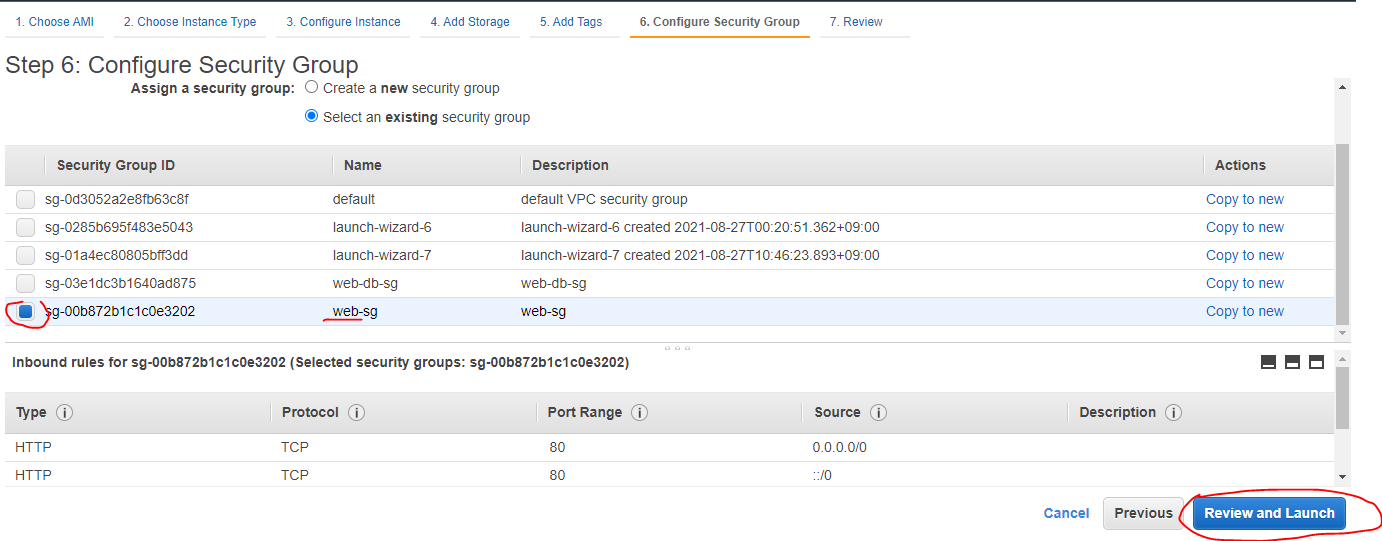 1. Choose AMI 2. Choose Instance Type 3. Configure Instance 4. Add Storage 5. Add Tags 6. Configure Security Group 7. Review
Step 6: Configure Security Group
Assign a security group: Create a new security group
Select an existing security group
Security Group ID Name Description Actions
sg-0d3052a2e8fb63c8f default default VPC security group Copy to new
sg-0285b695f483e5043 launch-wizard-6 launch-wizard-6 created 2021-08-27T00:20:51.362+09:00 Copy to new
sg-01a4ec80805bff3dd launch-wizard-7 launch-wizard-7 created 2021-08-27T10:46:23.893+09:00 Copy to new
sg-03e1dc3b1640ad875 web-db-sg web-db-sg Copy to new
sg-00b872b1c1c0e3202 web-sg web-sg Copy to new
Inbound rules for sg-00b872b1c1c0e3202 (Selected security groups: sg-00b872b1c1c0e3202)
Type Protocol Port Range Source Description
HTTP TCP 80 0.0.0.0/0
HTTP TCP 80 ::/0
Cancel Previous Review and Launch